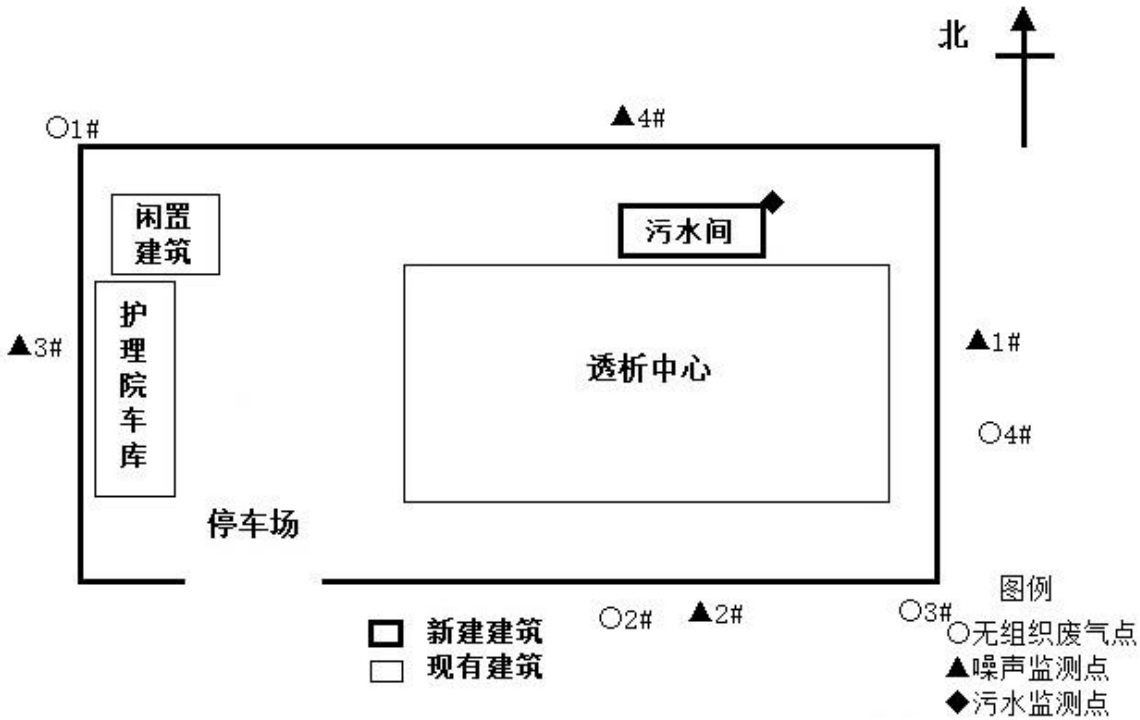 北
○1#
▲4#
闲置
建筑
污水间
护
理
院
车
库
▲3#
透析中心
▲1#
○4#
停车场
图例
○2#
▲2#
○3#
新建建筑
现有建筑
○无组织废气点
▲噪声监测点
◆污水监测点